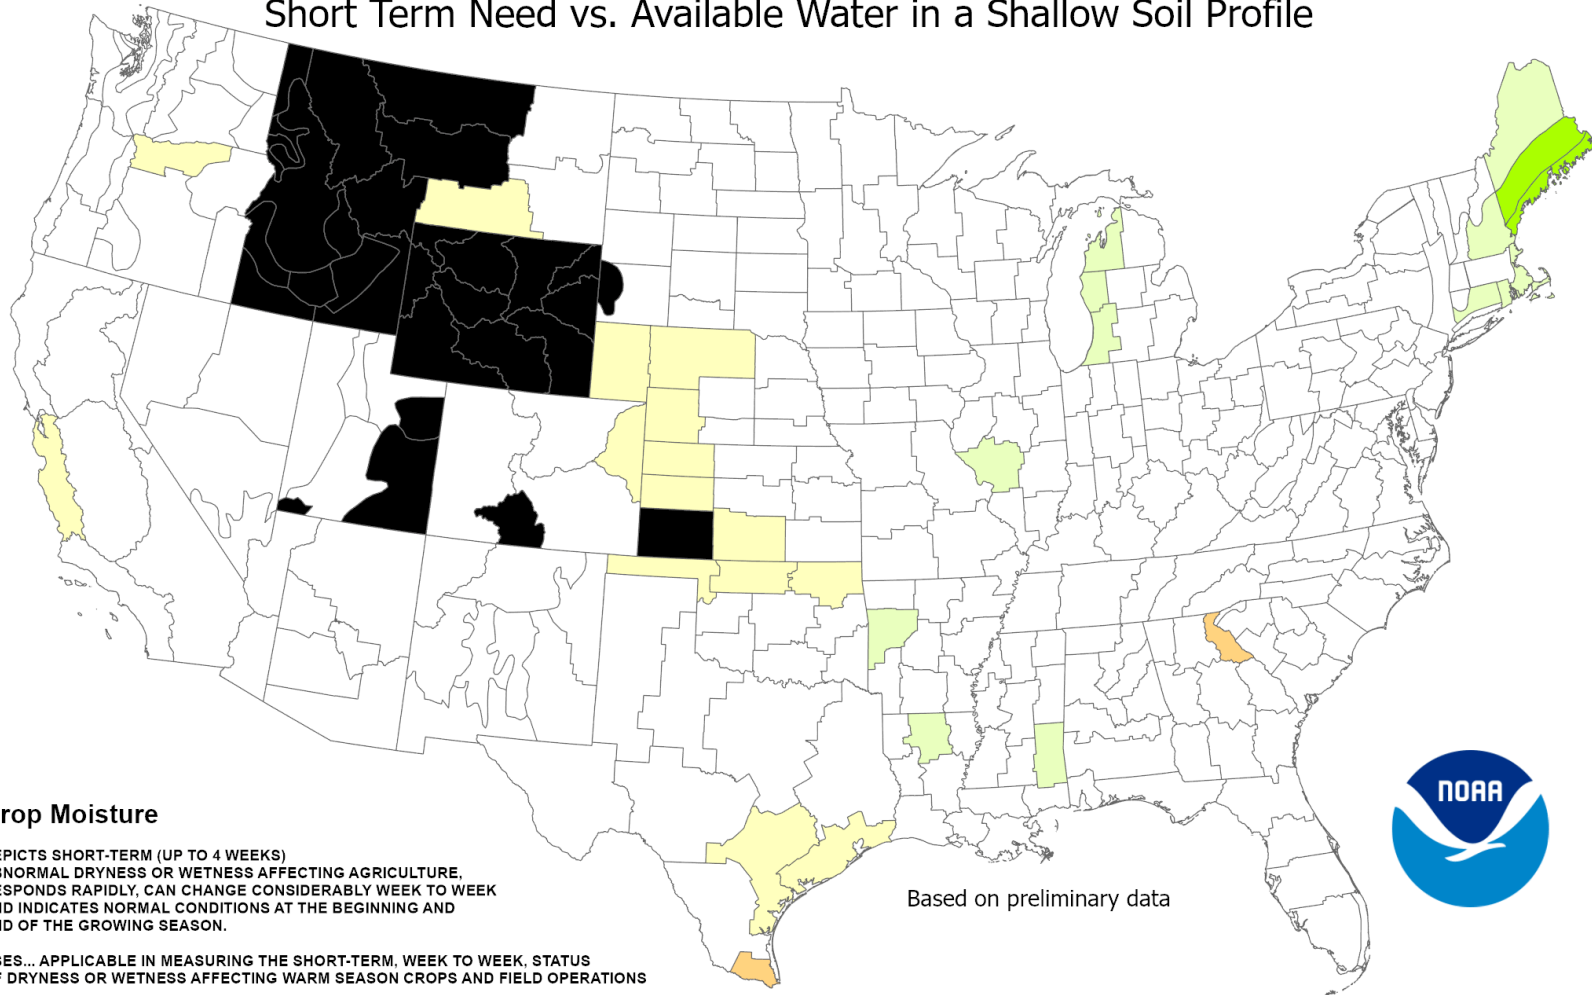 Short Term Need vs. Available Water in a Shallow Soil Profile
NOAA
rop Moisture
EPICTS SHORT-TERM (UP TO 4 WEEKS)
BNORMAL DRYNESS OR WETNESS AFFECTING AGRICULTURE,
ESPONDS RAPIDLY, CAN CHANGE CONSIDERABLY WEEK TO WEEK
ND INDICATES NORMAL CONDITIONS AT THE BEGINNING AND
ND OF THE GROWING SEASON.
Based on preliminary data
SES... APPLICABLE IN MEASURING THE SHORT-TERM, WEEK TO WEEK, STATUS
F DRYNESS OR WETNESS AFFECTING WARM SEASON CROPS AND FIELD OPERATIONS